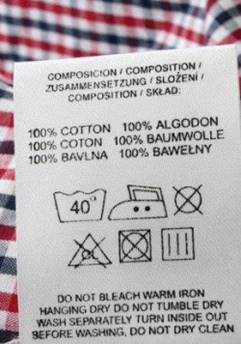 COMPOSICION / COMPOSITION /
ZUSAMMENSETZUNG / SLOŽENÍ /
COMPOSITION / SKŁAD:
100% COTTON 100% ALGODON
100% COTON 100% BAUMWOLLE
100% BAVLNA 100% BAWEŁNY
40°
CL
DO NOT BLEACH WARM IRON
HANGING DRY DO NOT TUMBLE DRY
WASH SEPARATELY TURN INSIDE OUT
BEFORE WASHING, DO NOT DRY CLEAN